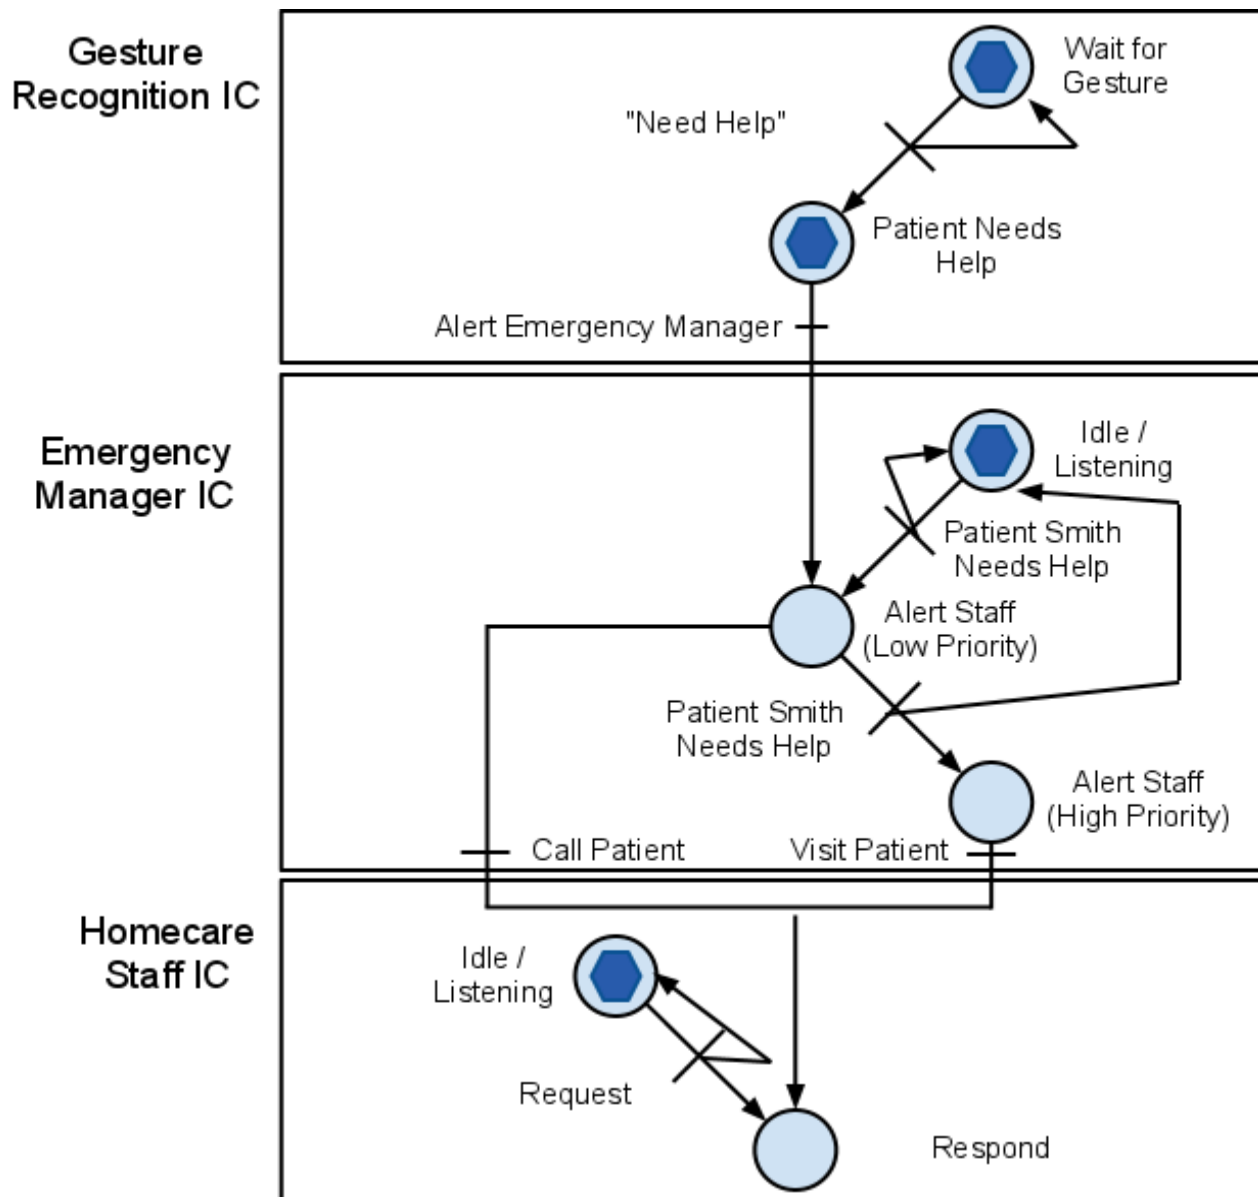 Gesture
Recognition IC
Wait for
Gesture
"Need Help"
Patient Needs
Help
Alert Emergency Manager
Emergency
Manager IC
Idle /
Listening
Patient Smith
Needs Help
Alert Staff
(Low Priority)
Patient Smith
Needs Help
Alert Staff
(High Priority)
Call Patient
Visit Patient
Homecare
Staff IC
Idle /
Listening
Request
Respond